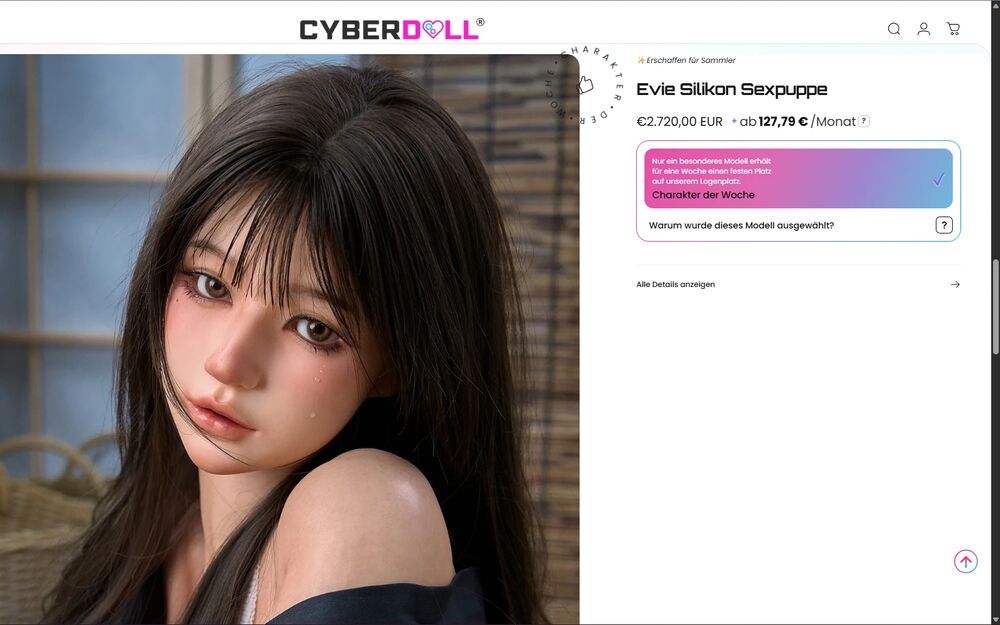 CYBERDOLL®
CHARAKTER • DER • WOCHE •
✨ Erschaffen für Sammler
Evie Silikon Sexpuppe
€2.720,00 EUR ✦ ab 127,79 € /Monat ?
Nur ein besonderes Modell erhält
für eine Woche einen festen Platz
auf unserem Logenplatz.
Charakter der Woche
Warum wurde dieses Modell ausgewählt? ?
Alle Details anzeigen →